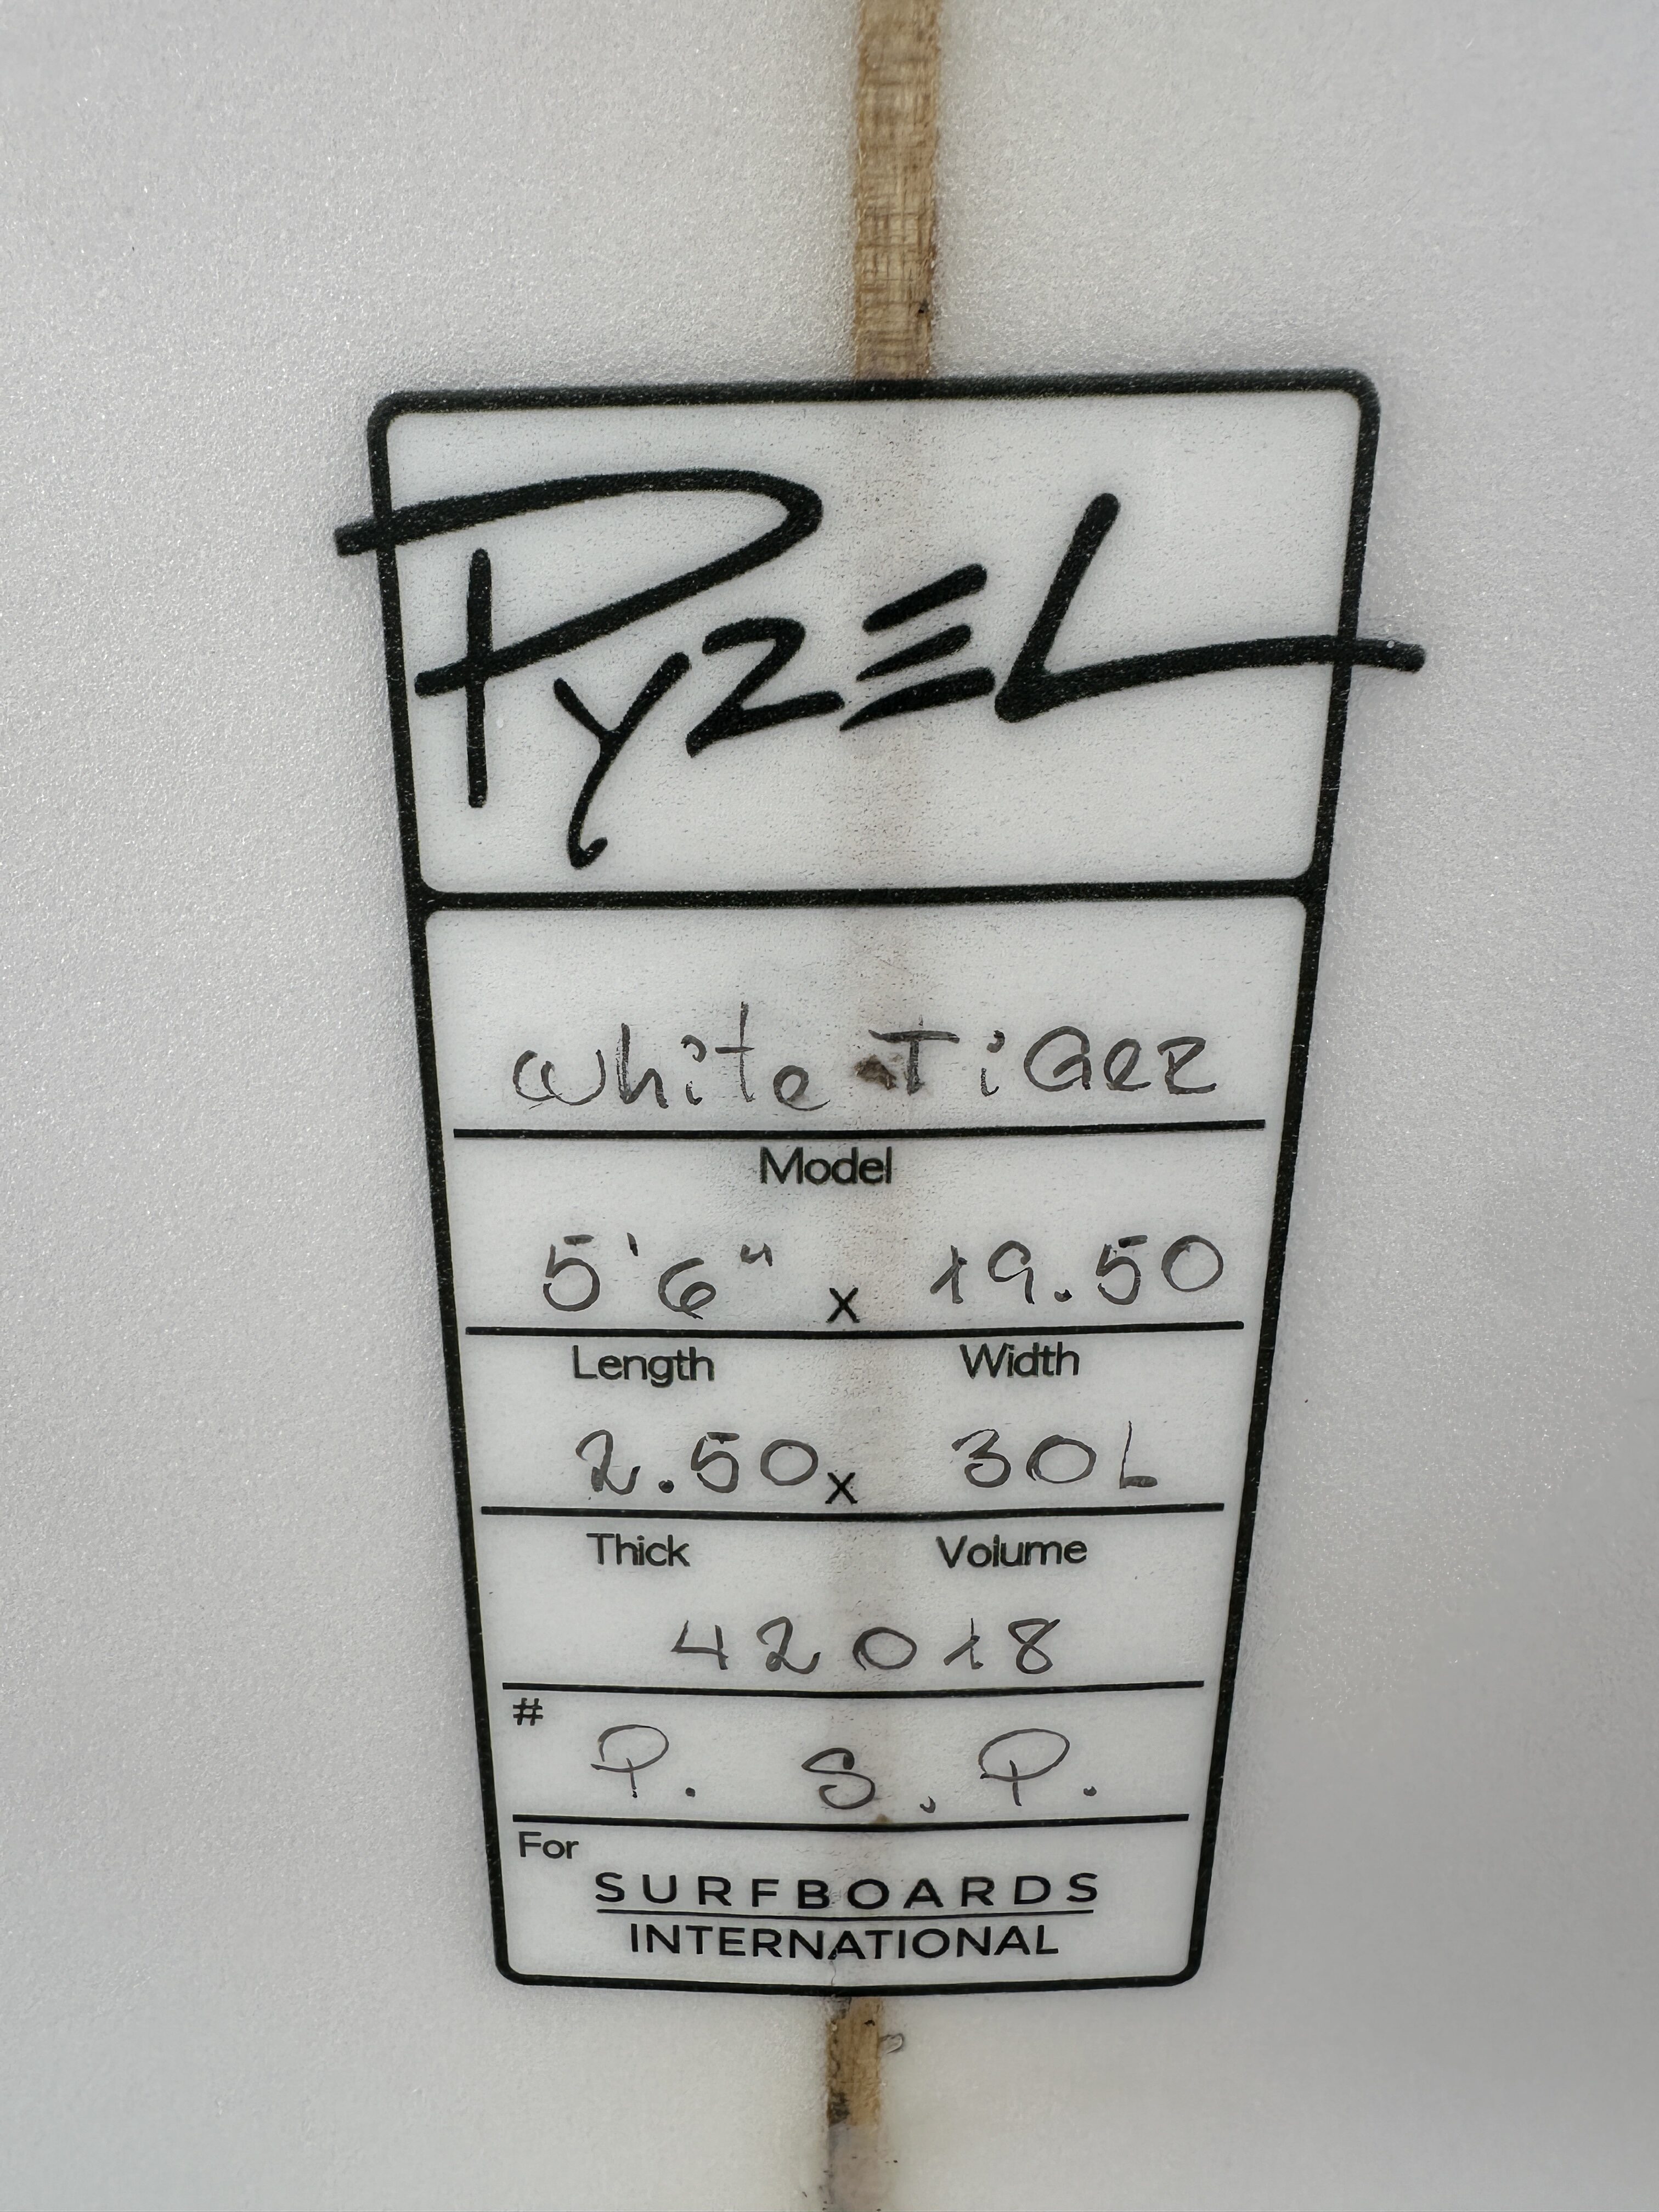 PYZEL
White TiGer
Model
5'6" x 19.50
Length Width
2.50 x 30L
Thick Volume
42018
#
P. S. P.
For
SURFBOARDS
INTERNATIONAL